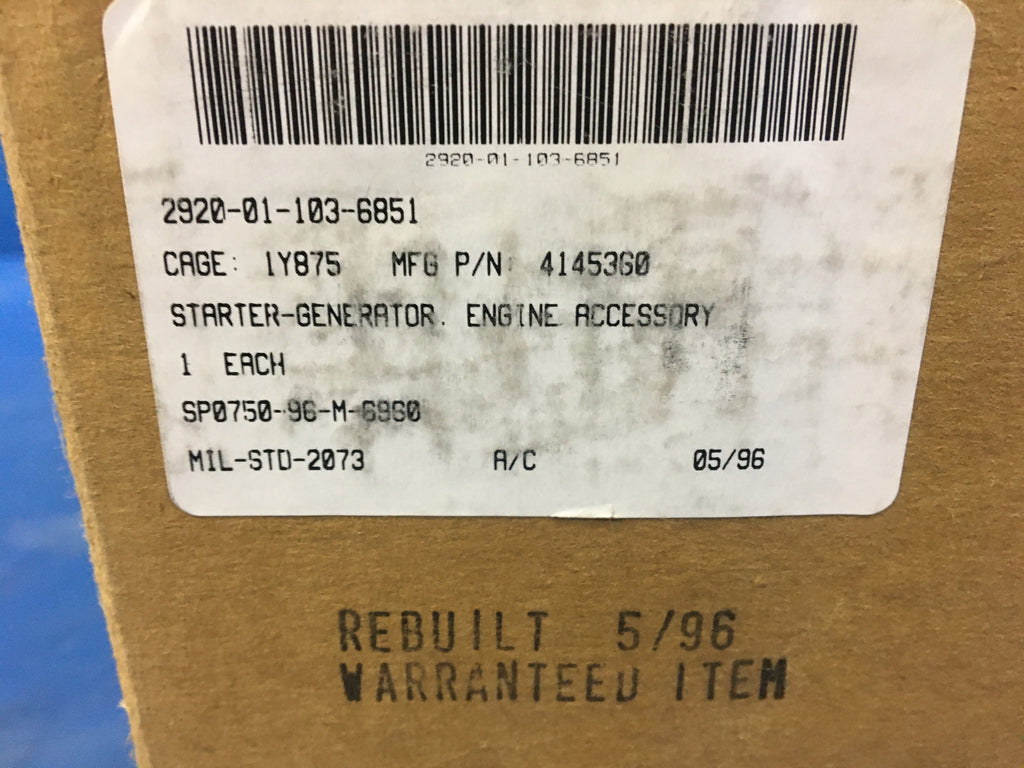 2920-01-103-6851
2920-01-103-6851
CAGE: 1Y875 MFG P/N: 4145360
STARTER-GENERATOR, ENGINE ACCESSORY
1 EACH
SP0750-96-M-6960
MIL-STD-2073 A/C 05/96
REBUILT 5/96
WARRANTEED ITEM